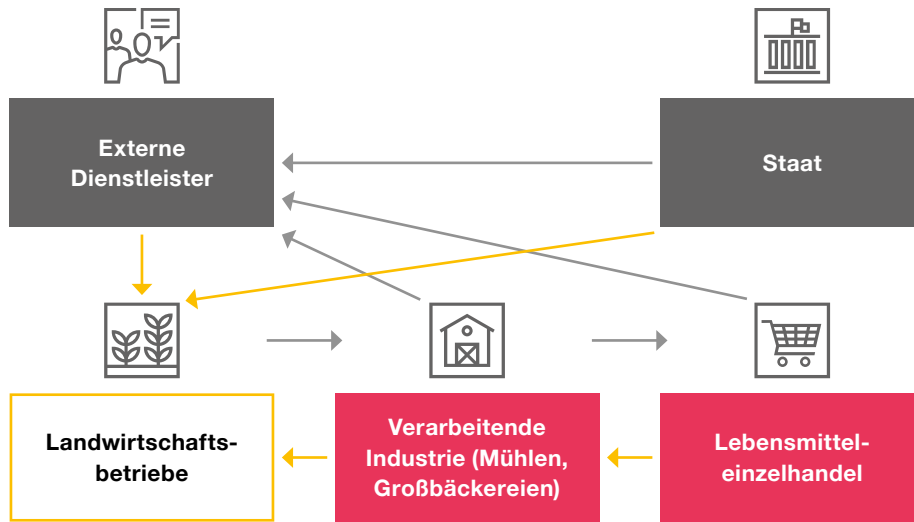 Externe
Dienstleister
Staat
Landwirtschafts-
betriebe
Verarbeitende
Industrie (Mühlen,
Großbäckereien)
Lebensmittel-
einzelhandel